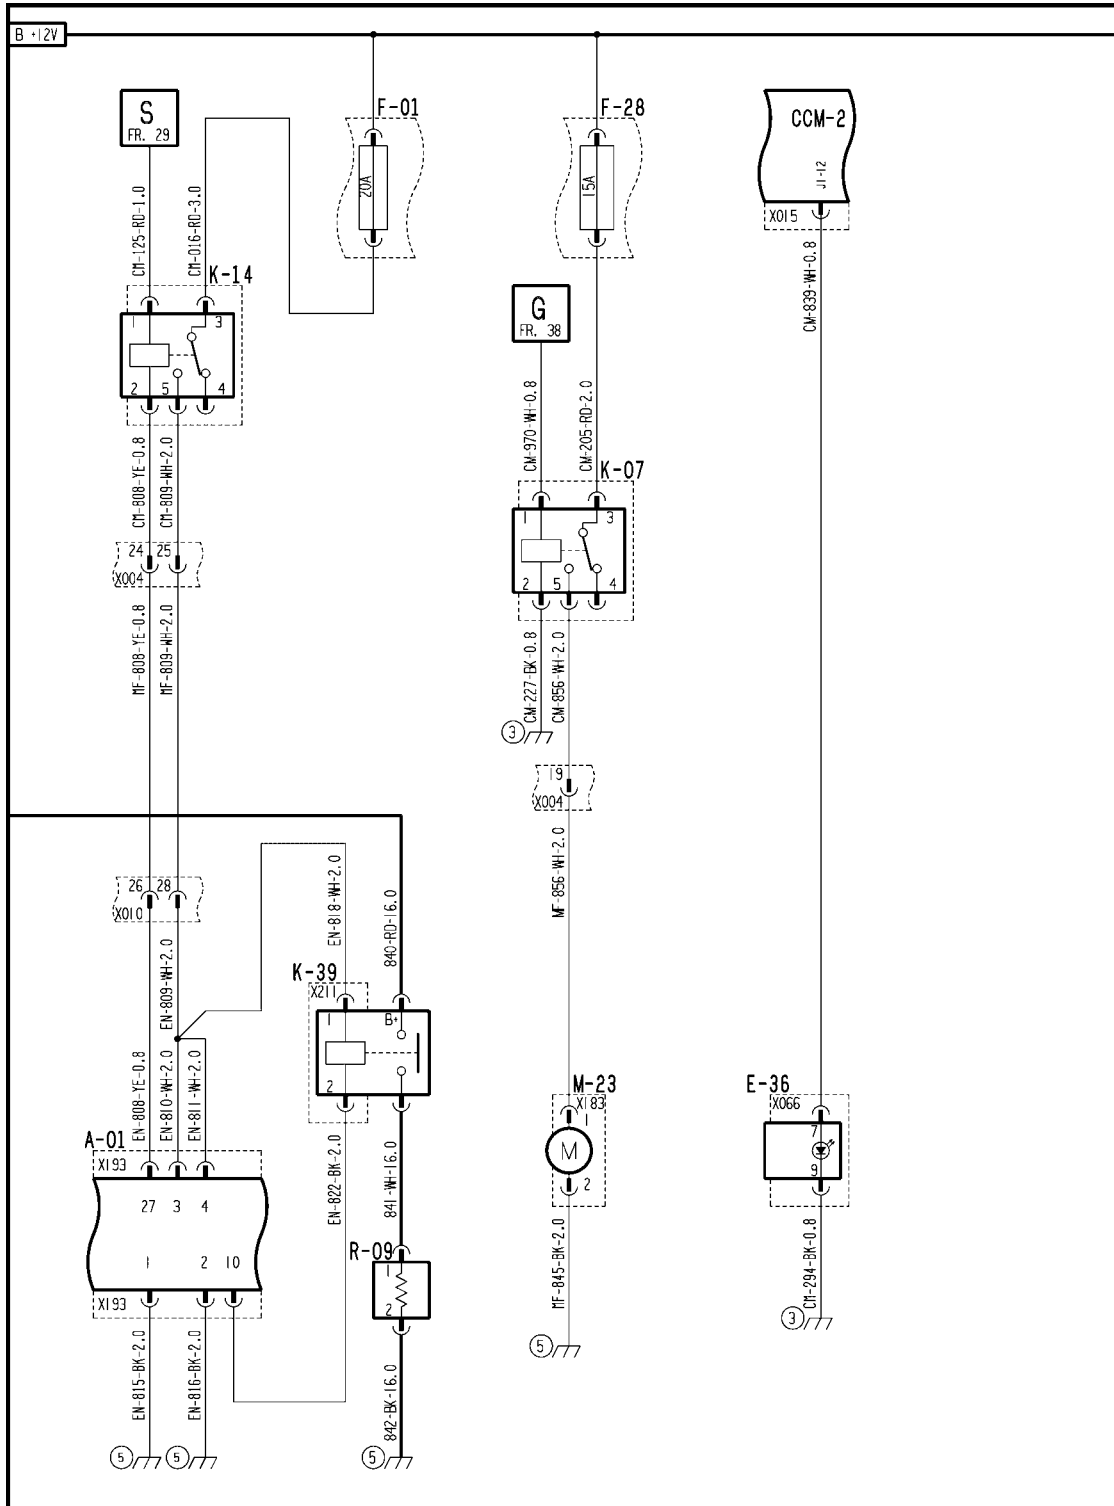 B +12V
S
FR. 29
F-01
20A
F-28
15A
CCM-2
J1-12
X015
CM-125-RD-1.0
CM-016-RD-3.0
K-14
1
3
2
5
4
CM-839-WH-0.8
G
FR. 38
CM-808-YE-0.8
CM-809-WH-2.0
CM-970-WH-0.8
CM-205-RD-2.0
K-07
1
3
2
5
4
24
25
X004
MF-808-YE-0.8
MF-809-WH-2.0
CM-227-BK-0.8
CM-856-WH-2.0
3
19
X004
26
28
X010
EN-809-WH-2.0
EN-818-WH-2.0
840-RD-16.0
MF-856-WH-2.0
K-39
X211
1
B+
2
EN-808-YE-0.8
EN-810-WH-2.0
EN-811-WH-2.0
A-01
X193
27
3
4
1
2
10
X193
EN-822-BK-2.0
841-WH-16.0
M-23
X183
1
M
2
E-36
X066
7
9
R-09
1
2
MF-845-BK-2.0
CM-294-BK-0.8
3
5
EN-815-BK-2.0
EN-816-BK-2.0
842-BK-16.0
5
5
5